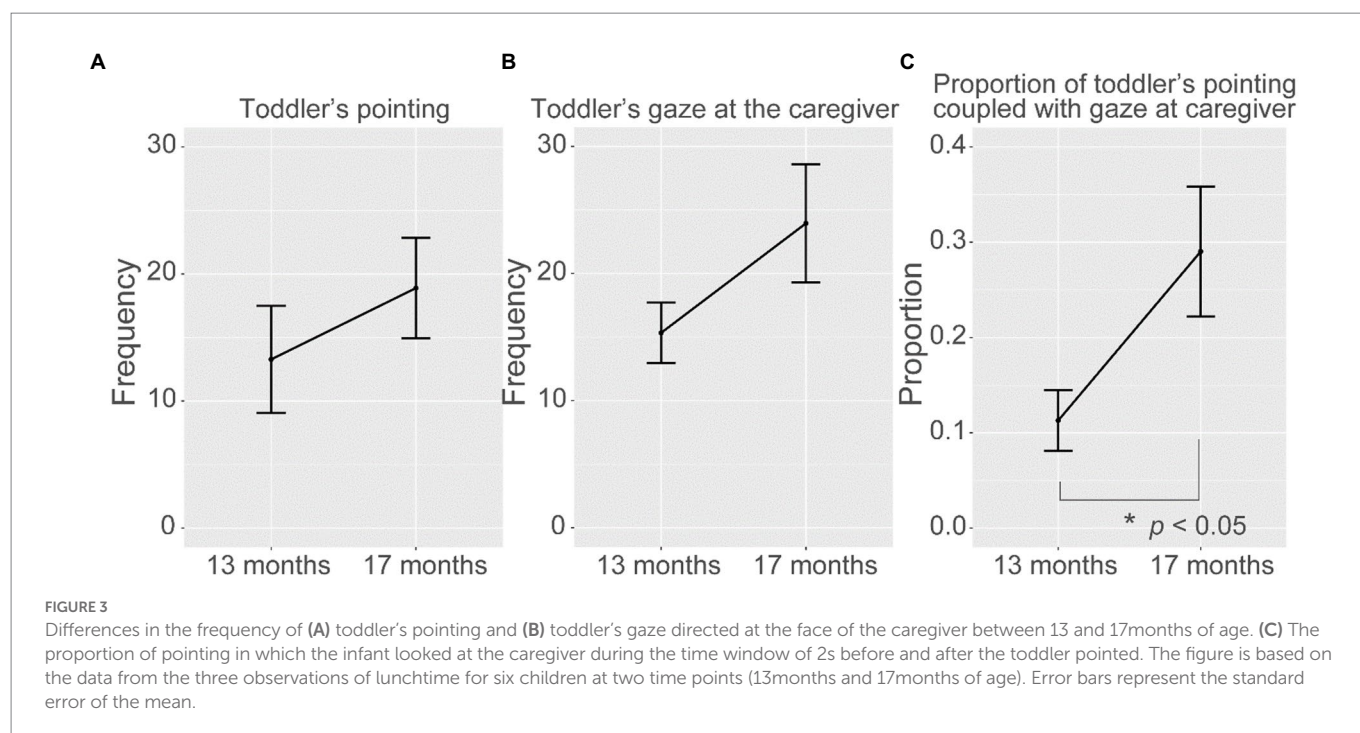 A
Toddler's pointing
30
20
10
0
Frequency
13 months 17 months
B
Toddler's gaze at the caregiver
30
20
10
0
Frequency
13 months 17 months
C
Proportion of toddler's pointing
coupled with gaze at caregiver
0.4
0.3
0.2
0.1
0.0
Proportion
* p < 0.05
13 months 17 months
FIGURE 3
Differences in the frequency of (A) toddler's pointing and (B) toddler's gaze directed at the face of the caregiver between 13 and 17months of age. (C) The
proportion of pointing in which the infant looked at the caregiver during the time window of 2s before and after the toddler pointed. The figure is based on
the data from the three observations of lunchtime for six children at two time points (13months and 17months of age). Error bars represent the standard
error of the mean.